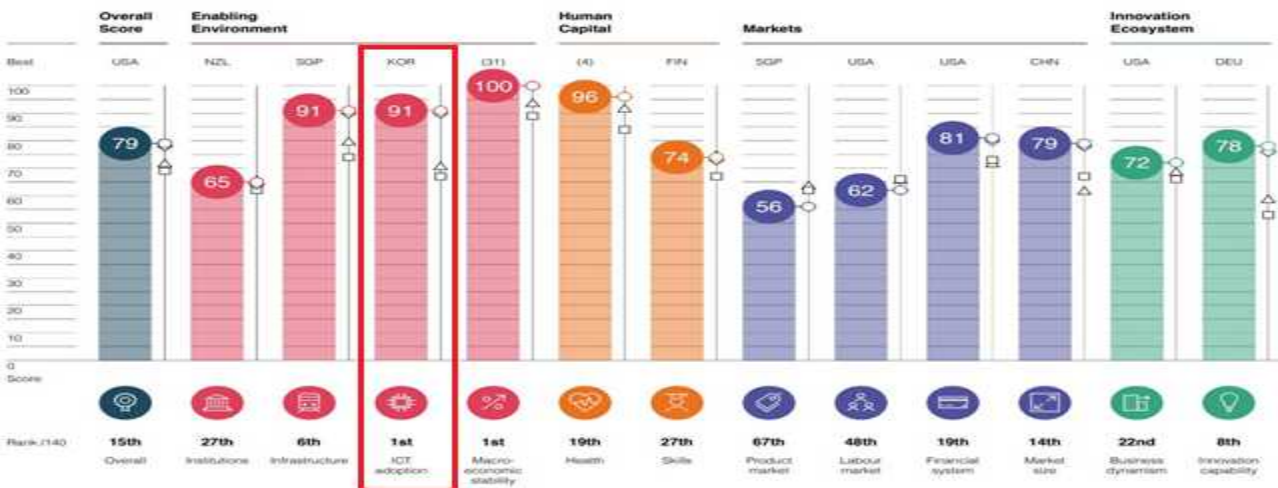 Overall Score
Enabling Environment
Human Capital
Markets
Innovation Ecosystem
Best USA NZL SGP KOR (31) (4) FIN SGP USA USA CHN USA DEU
100
90
80
70
60
50
40
30
20
10
0
Score
79 65 91 91 100 96 74 56 62 81 79 72 78
Rank /140 15th 27th 6th 1st 1st 19th 27th 67th 48th 19th 14th 22nd 8th
Overall
Institutions
Infrastructure
ICT adoption
Macro-economic stability
Health
Skills
Product market
Labour market
Financial system
Market size
Business dynamism
Innovation capability